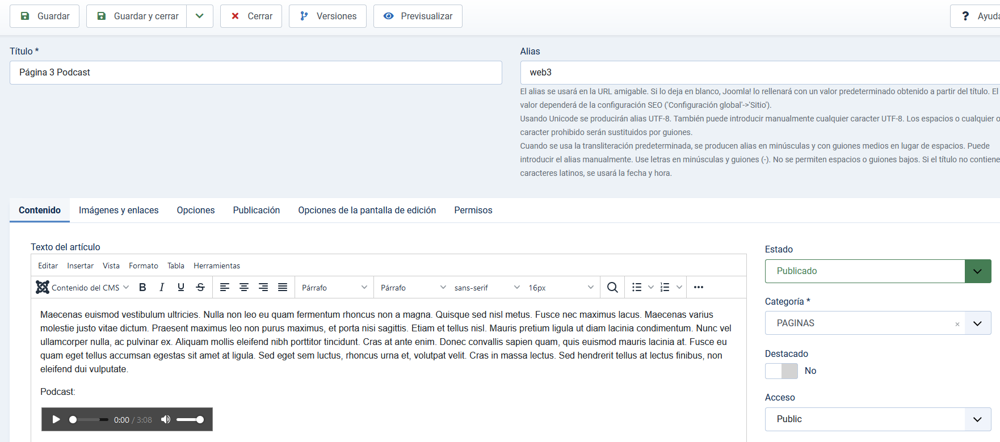 Guardar
Guardar y cerrar
Cerrar
Versiones
Previsualizar
? 
Título *
Alias
Página 3 Podcast
web3
El alias se usará en la URL amigable. Si lo deja en blanco, Joomla! lo rellenará con un valor predeterminado obtenido a partir del título. El
valor dependerá de la configuración SEO ('Configuración global'->'Sitio').
Usando Unicode se producirán alias UTF-8. También puede introducir manualmente cualquier caracter UTF-8. Los espacios o cualquier o
caracter prohibido serán sustituidos por guiones.
Cuando se usa la transliteración predeterminada, se producen alias en minúsculas y con guiones medios en lugar de espacios. Puede
introducir el alias manualmente. Use letras en minúsculas y guiones (-). No se permiten espacios o guiones bajos. Si el título no contiene
caracteres latinos, se usará la fecha y hora.
Contenido
Imágenes y enlaces
Opciones
Publicación
Opciones de la pantalla de edición
Permisos
Texto del artículo
Editar Insertar Vista Formato Tabla Herramientas
Contenido del CMS B I U S Párrafo Párrafo sans-serif 16px
Maecenas euismod vestibulum ultricies. Nulla non leo eu quam fermentum rhoncus non a magna. Quisque sed nisl metus. Fusce nec maximus lacus. Maecenas varius
molestie justo vitae dictum. Praesent maximus leo non purus maximus, et porta nisi sagittis. Etiam et tellus nisl. Mauris pretium ligula ut diam lacinia condimentum. Nunc vel
ullamcorper nulla, ac pulvinar ex. Aliquam mollis eleifend nibh porttitor tincidunt. Cras at ante enim. Donec convallis sapien quam, quis euismod mauris lacinia at. Fusce eu
quam eget tellus accumsan egestas sit amet at ligula. Sed eget sem luctus, rhoncus urna et, volutpat velit. Cras in massa lectus. Sed hendrerit tellus at lectus finibus, non
eleifend dui vulputate.
Podcast:
0:00 / 3:08
Estado
Publicado
Categoría *
PAGINAS ×
Destacado
No
Acceso
Public